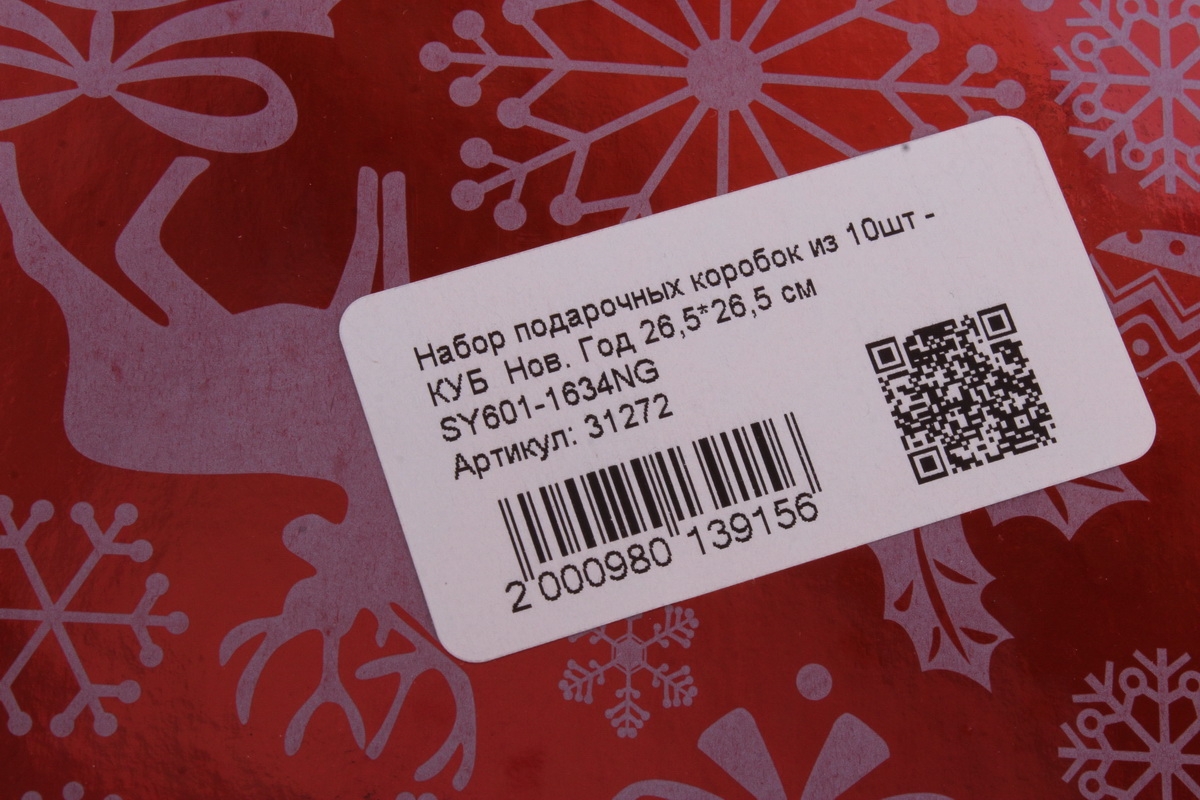 Набор подарочных коробок из 10шт -
КУБ Нов. Год 26,5*26,5 см
SY601-1634NG
Артикул: 31272
2 000980 139156